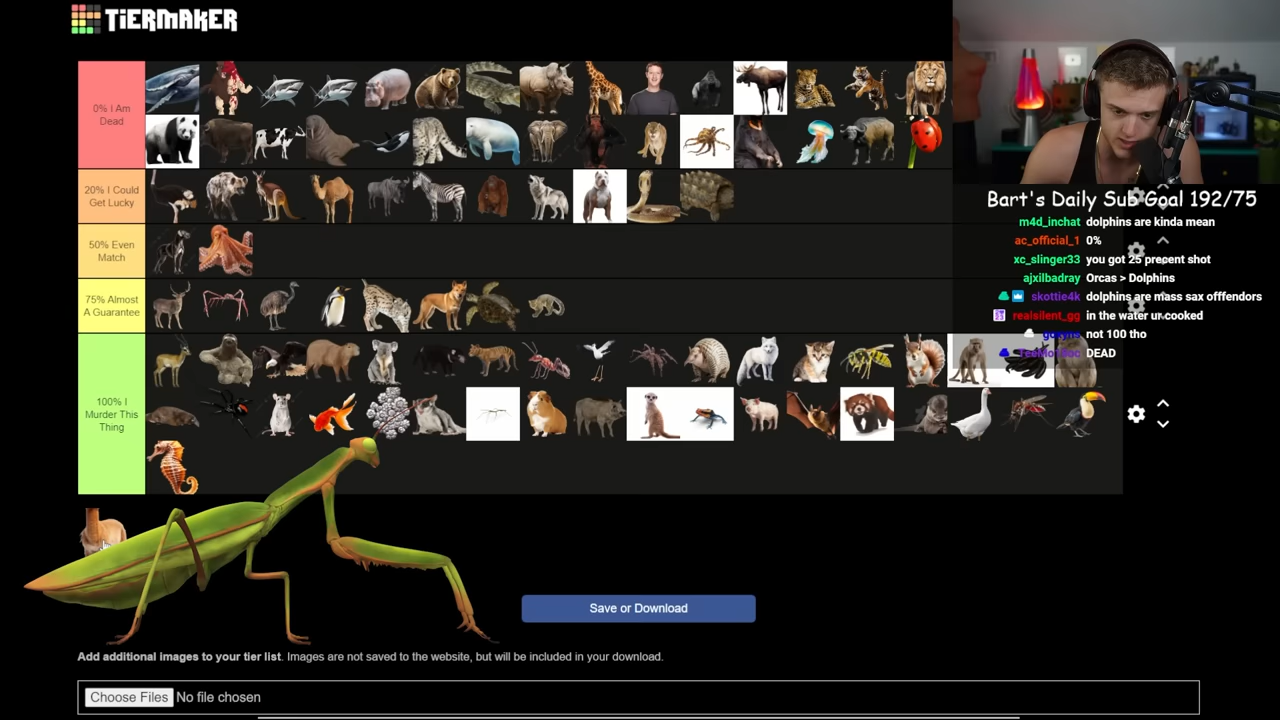 TiERMAKER
0% I Am
Dead
20% I Could
Get Lucky
50% Even
Match
75% Almost
A Guarantee
100% I
Murder This
Thing
Bart's Daily Sub Goal 192/75
m4d_inchat dolphins are kinda mean
ac_official_1 0%
xc_slinger33 you got 25 precent shot
ajxilbadray Orcas > Dolphins
skottie4k dolphins are mass sax offfendors
realsilent_gg in the water ur cooked
not 100 tho
DEAD
Save or Download
Add additional images to your tier list. Images are not saved to the website, but will be included in your download.
Choose Files No file chosen